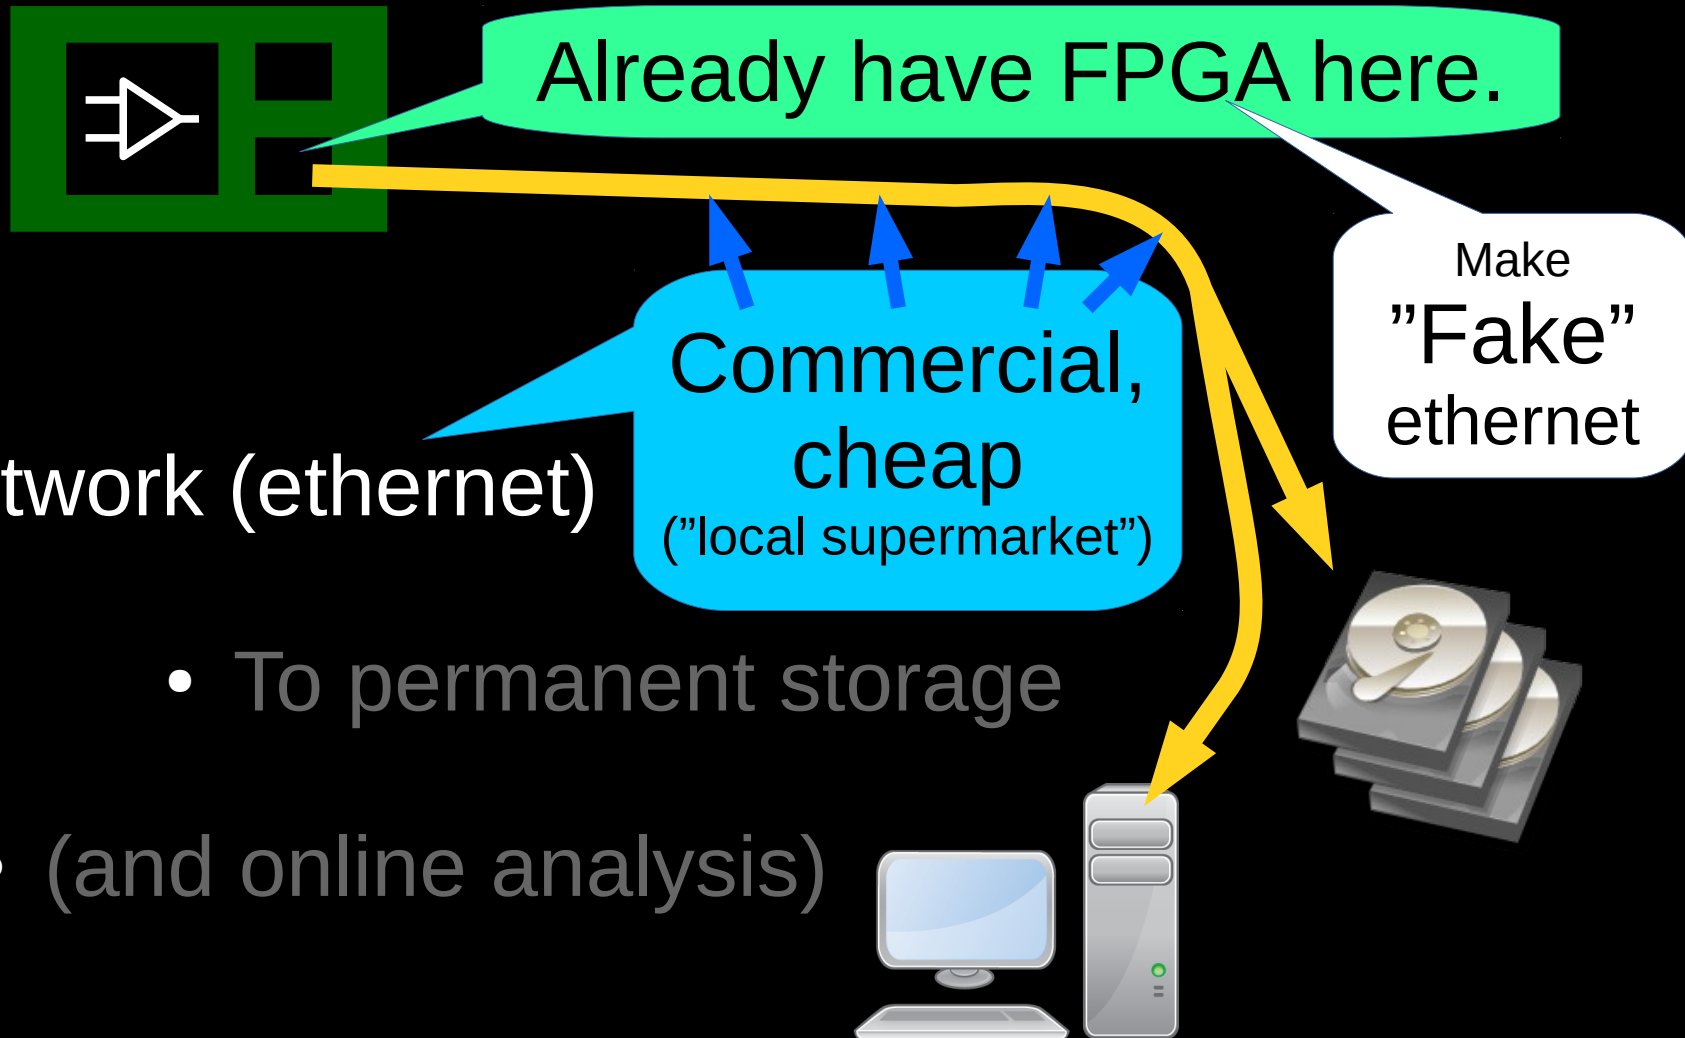 Already have FPGA here.
Make
”Fake”
ethernet
Commercial,
cheap
(”local supermarket”)
twork (ethernet)
• To permanent storage
• (and online analysis)